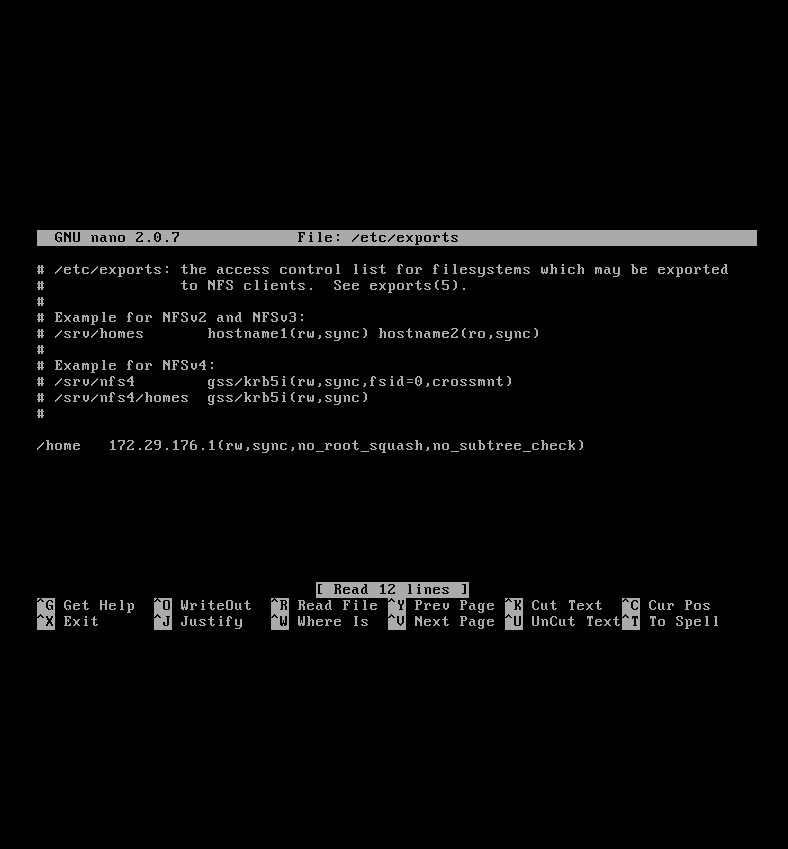 GNU nano 2.0.7             File: /etc/exports
# /etc/exports: the access control list for filesystems which may be exported
#               to NFS clients.  See exports(5).
#
# Example for NFSv2 and NFSv3:
# /srv/homes       hostname1(rw,sync) hostname2(ro,sync)
#
# Example for NFSv4:
# /srv/nfs4        gss/krb5i(rw,sync,fsid=0,crossmnt)
# /srv/nfs4/homes  gss/krb5i(rw,sync)
#
/home   172.29.176.1(rw,sync,no_root_squash,no_subtree_check)
[ Read 12 lines ]
^G Get Help  ^O WriteOut  ^R Read File ^Y Prev Page ^K Cut Text  ^C Cur Pos
^X Exit      ^J Justify   ^W Where Is  ^V Next Page ^U UnCut Text^T To Spell